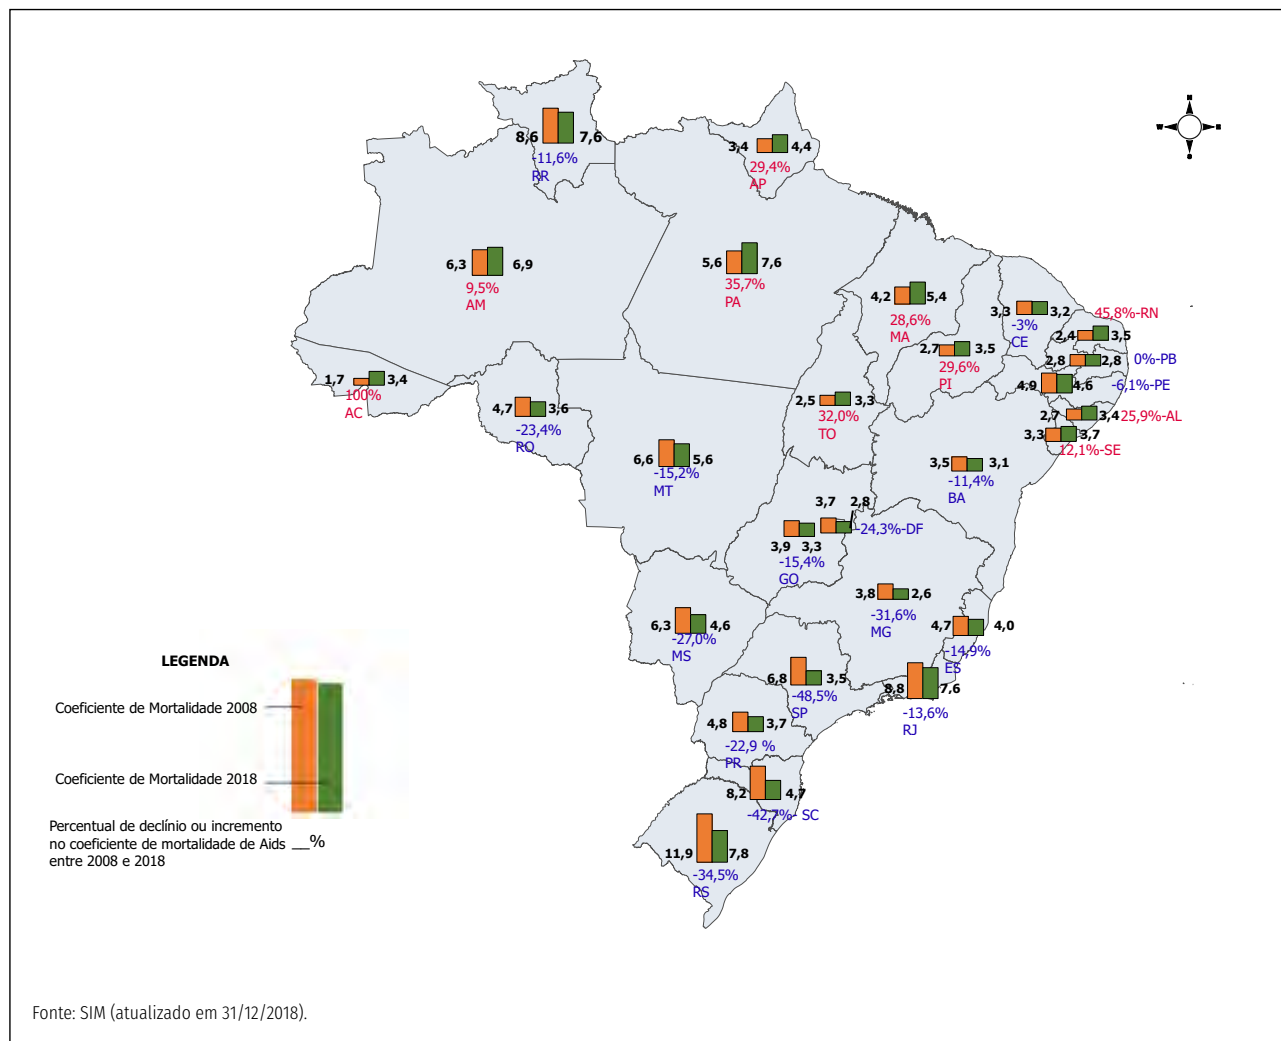 N
W
E
S
8,6 7,6
-11,6%
RR
3,4 4,4
29,4%
AP
6,3 6,9
9,5%
AM
5,6 7,6
35,7%
PA
4,2 5,4
28,6%
MA
3,3 3,2
-3%
CE
45,8%-RN
2,4 3,5
2,7 3,5
29,6%
PI
2,8 2,8 0%-PB
4,9 4,6 -6,1%-PE
1,7 3,4
100%
AC
2,5 3,3
32,0%
TO
2,7 3,4 25,9%-AL
3,3 3,7
12,1%-SE
4,7 3,6
-23,4%
RO
6,6 5,6
-15,2%
MT
3,5 3,1
-11,4%
BA
3,7 2,8
-24,3%-DF
3,9 3,3
-15,4%
GO
3,8 2,6
-31,6%
MG
6,3 4,6
-27,0%
MS
4,7 4,0
-14,9%
ES
6,8 3,5
-48,5%
SP
8,8 7,6
-13,6%
RJ
4,8 3,7
-22,9 %
PR
8,2 4,7
-42,7%- SC
11,9 7,8
-34,5%
RS
LEGENDA
Coeficiente de Mortalidade 2008
Coeficiente de Mortalidade 2018
Percentual de declínio ou incremento
no coeficiente de mortalidade de Aids __%
entre 2008 e 2018
Fonte: SIM (atualizado em 31/12/2018).